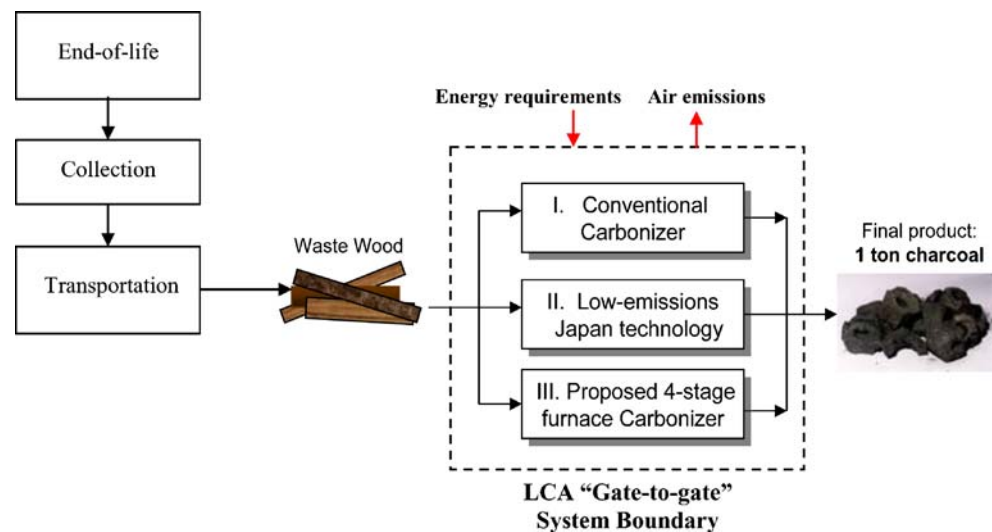 End-of-life
Collection
Transportation
Waste Wood
Energy requirements
Air emissions
I. Conventional
Carbonizer
II. Low-emissions
Japan technology
III. Proposed 4-stage
furnace Carbonizer
LCA “Gate-to-gate”
System Boundary
Final product:
1 ton charcoal